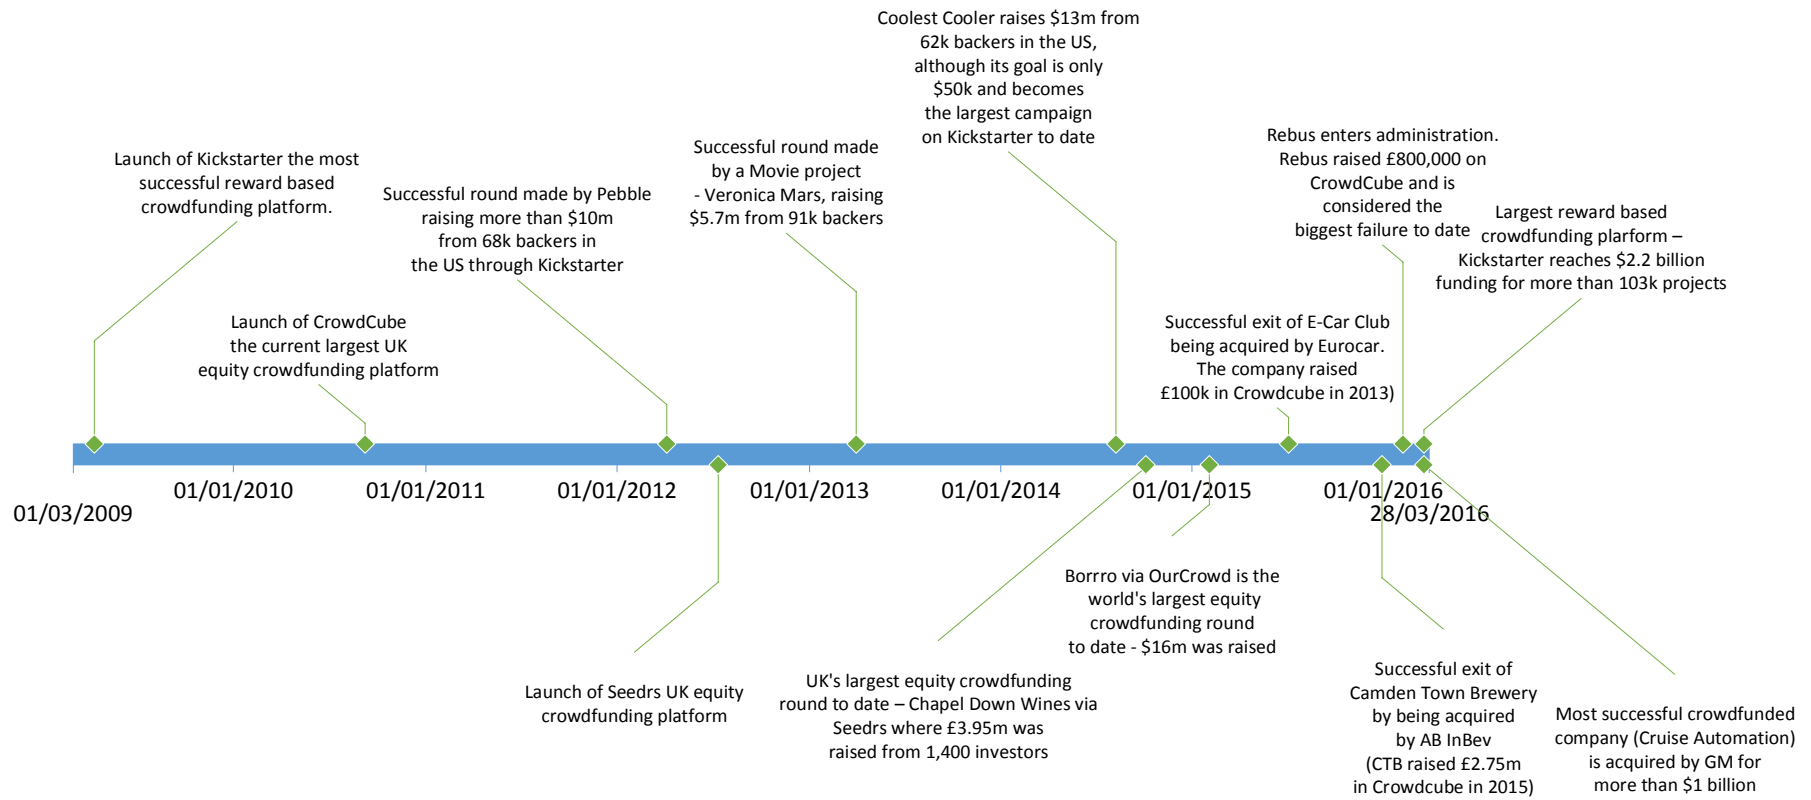 Coolest Cooler raises $13m from
62k backers in the US,
although its goal is only
$50k and becomes
the largest campaign
on Kickstarter to date
Launch of Kickstarter the most
successful reward based
crowdfunding platform.
Successful round made by Pebble
raising more than $10m
from 68k backers in
the US through Kickstarter
Successful round made
by a Movie project
- Veronica Mars, raising
$5.7m from 91k backers
Rebus enters administration.
Rebus raised £800,000 on
CrowdCube and is
considered the
biggest failure to date
Largest reward based
crowdfunding plarform –
Kickstarter reaches $2.2 billion
funding for more than 103k projects
Launch of CrowdCube
the current largest UK
equity crowdfunding platform
Successful exit of E-Car Club
being acquired by Eurocar.
The company raised
£100k in Crowdcube in 2013)
01/03/2009
01/01/2010
01/01/2011
01/01/2012
01/01/2013
01/01/2014
01/01/2015
01/01/2016
28/03/2016
Launch of Seedrs UK equity
crowdfunding platform
UK's largest equity crowdfunding
round to date – Chapel Down Wines via
Seedrs where £3.95m was
raised from 1,400 investors
Borrro via OurCrowd is the
world's largest equity
crowdfunding round
to date - $16m was raised
Successful exit of
Camden Town Brewery
by being acquired
by AB InBev
(CTB raised £2.75m
in Crowdcube in 2015)
Most successful crowdfunded
company (Cruise Automation)
is acquired by GM for
more than $1 billion